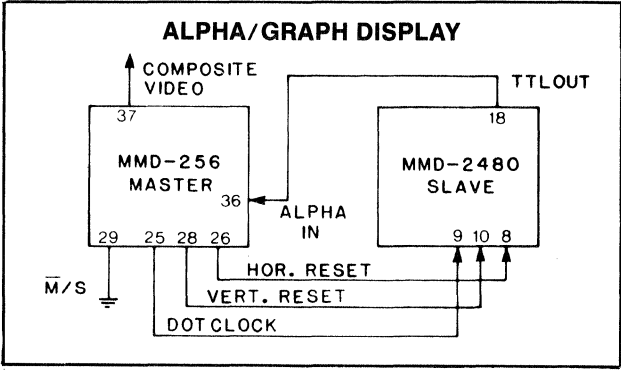 ALPHA/GRAPH DISPLAY
COMPOSITE
VIDEO
TTLOUT
37
18
MMD-256
MASTER
MMD-2480
SLAVE
36
ALPHA
IN
29 25 28 26
9 10 8
M̅/S
HOR. RESET
VERT. RESET
DOT CLOCK